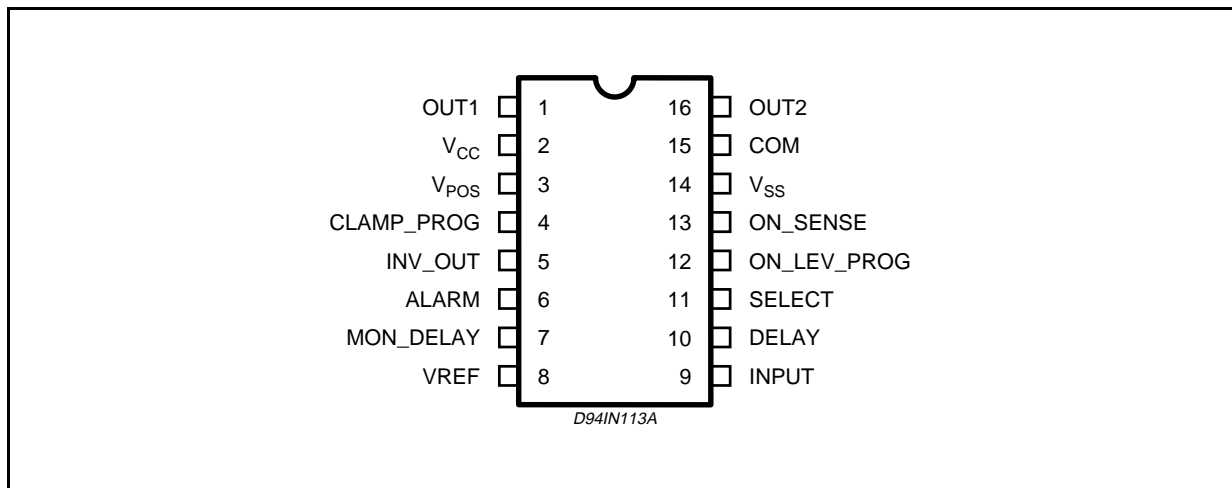 OUT1 1 16 OUT2
VCC 2 15 COM
VPOS 3 14 VSS
CLAMP_PROG 4 13 ON_SENSE
INV_OUT 5 12 ON_LEV_PROG
ALARM 6 11 SELECT
MON_DELAY 7 10 DELAY
VREF 8 9 INPUT
D94IN113A